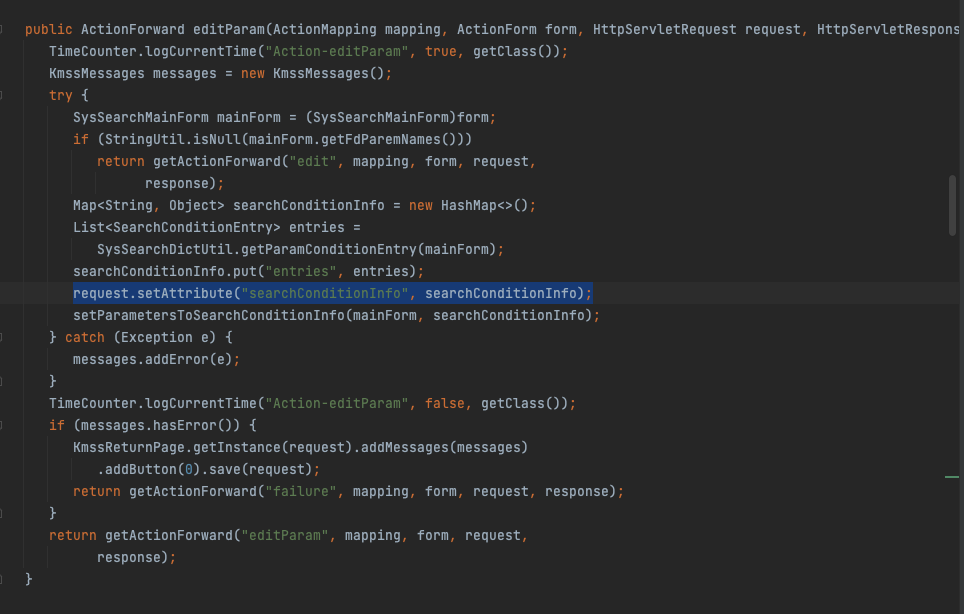 public ActionForward editParam(ActionMapping mapping, ActionForm form, HttpServletRequest request, HttpServletRespons
TimeCounter.logCurrentTime("Action-editParam", true, getClass());
KmssMessages messages = new KmssMessages();
try {
SysSearchMainForm mainForm = (SysSearchMainForm)form;
if (StringUtil.isNull(mainForm.getFdParemNames()))
return getActionForward("edit", mapping, form, request,
response);
Map<String, Object> searchConditionInfo = new HashMap<>();
List<SearchConditionEntry> entries =
SysSearchDictUtil.getParamConditionEntry(mainForm);
searchConditionInfo.put("entries", entries);
request.setAttribute("searchConditionInfo", searchConditionInfo);
setParametersToSearchConditionInfo(mainForm, searchConditionInfo);
} catch (Exception e) {
messages.addError(e);
}
TimeCounter.logCurrentTime("Action-editParam", false, getClass());
if (messages.hasError()) {
KmssReturnPage.getInstance(request).addMessages(messages)
.addButton(0).save(request);
return getActionForward("failure", mapping, form, request, response);
}
return getActionForward("editParam", mapping, form, request,
response);
}